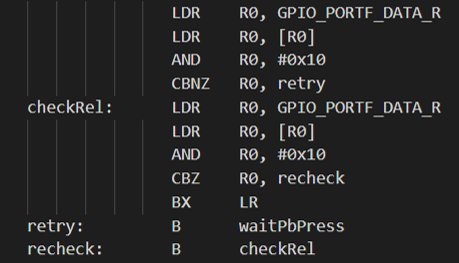 LDR R0, GPIO_PORTF_DATA_R
LDR R0, [R0]
AND R0, #0x10
CBNZ R0, retry
checkRel: LDR R0, GPIO_PORTF_DATA_R
LDR R0, [R0]
AND R0, #0x10
CBZ R0, recheck
BX LR
retry: B waitPbPress
recheck: B checkRel